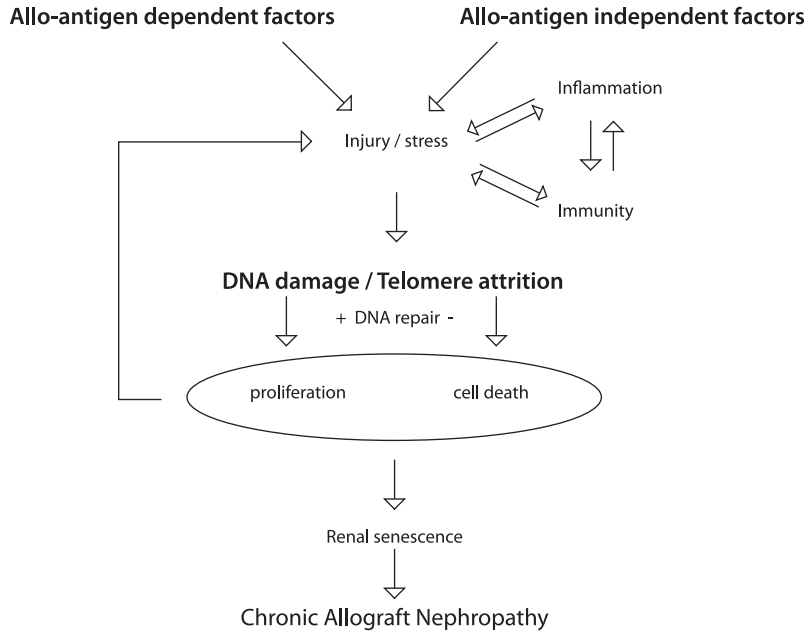 Allo-antigen dependent factors
Allo-antigen independent factors
Inflammation
Injury / stress
Immunity
DNA damage / Telomere attrition
+ DNA repair -
proliferation
cell death
Renal senescence
Chronic Allograft Nephropathy